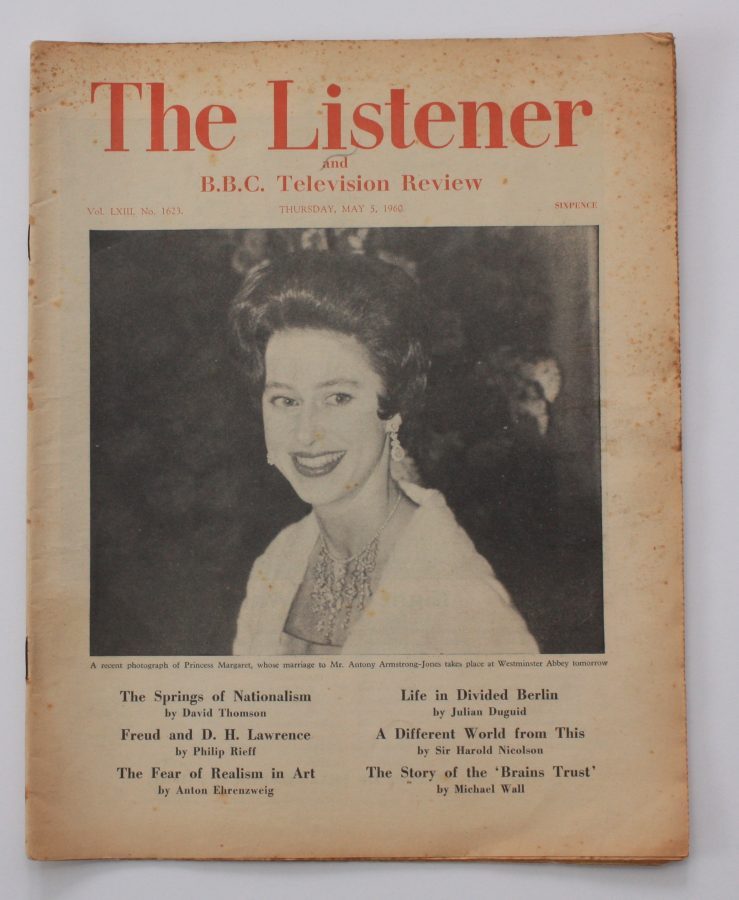 The Listener
and
B.B.C. Television Review
Vol. LXIII. No. 1623. THURSDAY, MAY 5, 1960 SIXPENCE
A recent photograph of Princess Margaret, whose marriage to Mr. Antony Armstrong-Jones takes place at Westminster Abbey tomorrow
The Springs of Nationalism
by David Thomson
Freud and D. H. Lawrence
by Philip Rieff
The Fear of Realism in Art
by Anton Ehrenzweig
Life in Divided Berlin
by Julian Duguid
A Different World from This
by Sir Harold Nicolson
The Story of the ‘Brains Trust’
by Michael Wall